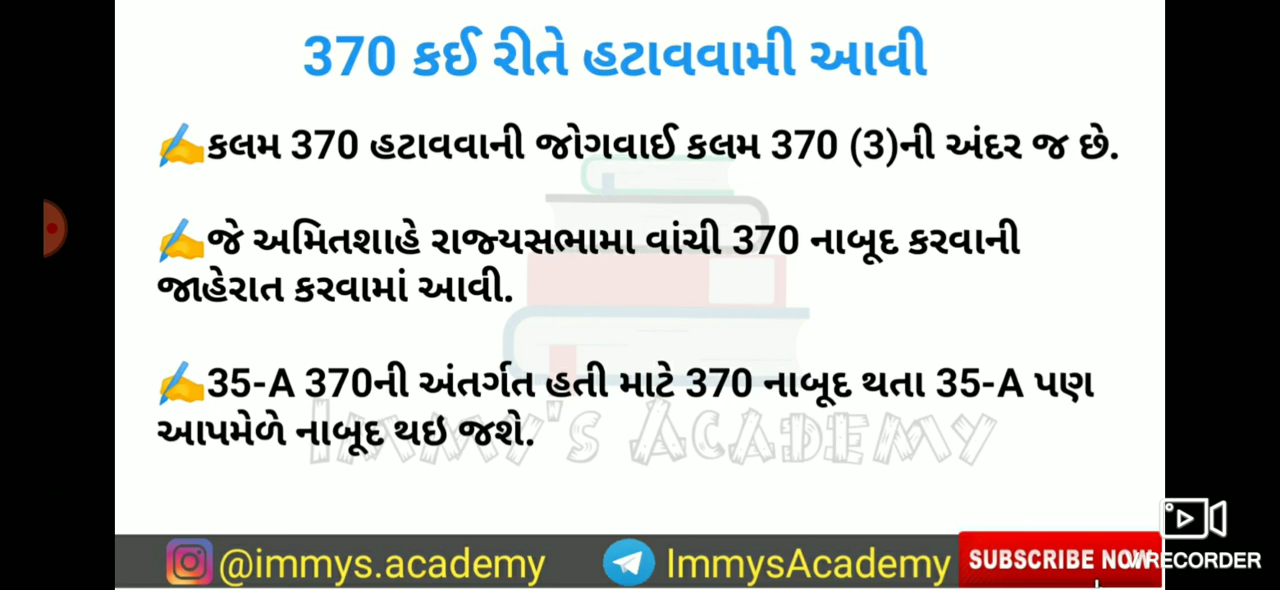 370 કઈ રીતે હટાવવામી આવી
✍️કલમ 370 હટાવવાની જોગવાઈ કલમ 370 (3)ની અંદર જ છે.
✍️જે અમિતશાહે રાજ્યસભામા વાંચી 370 નાબૂદ કરવાની
જાહેરાત કરવામાં આવી.
✍️35-A 370ની અંતર્ગત હતી માટે 370 નાબૂદ થતા 35-A પણ
આપમેળે નાબૂદ થઇ જશે.
IMMY'S ACADEMY
@immys.academy
ImmysAcademy
SUBSCRIBE NOW
RECORDER